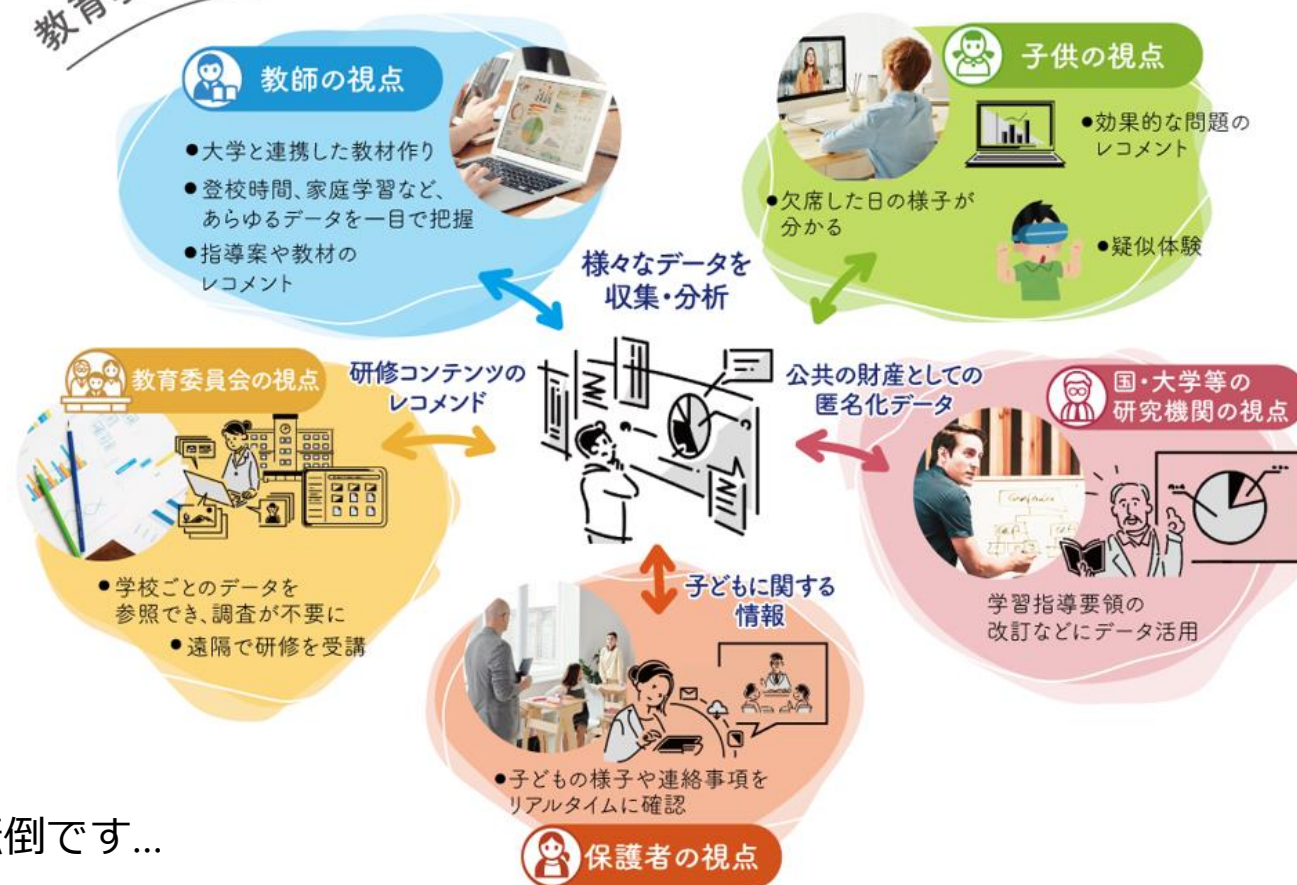 教育
教師の視点
●大学と連携した教材作り
●登校時間、家庭学習など、
あらゆるデータを一目で把握
●指導案や教材の
レコメント
子供の視点
●効果的な問題の
レコメント
●欠席した日の様子が
分かる
●疑似体験
様々なデータを
収集・分析
教育委員会の視点
研修コンテンツの
レコメンド
●学校ごとのデータを
参照でき、調査が不要に
●遠隔で研修を受講
公共の財産としての
匿名化データ
国・大学等の
研究機関の視点
学習指導要領の
改訂などにデータ活用
子どもに関する
情報
●子どもの様子や連絡事項を
リアルタイムに確認
保護者の視点
倒です...